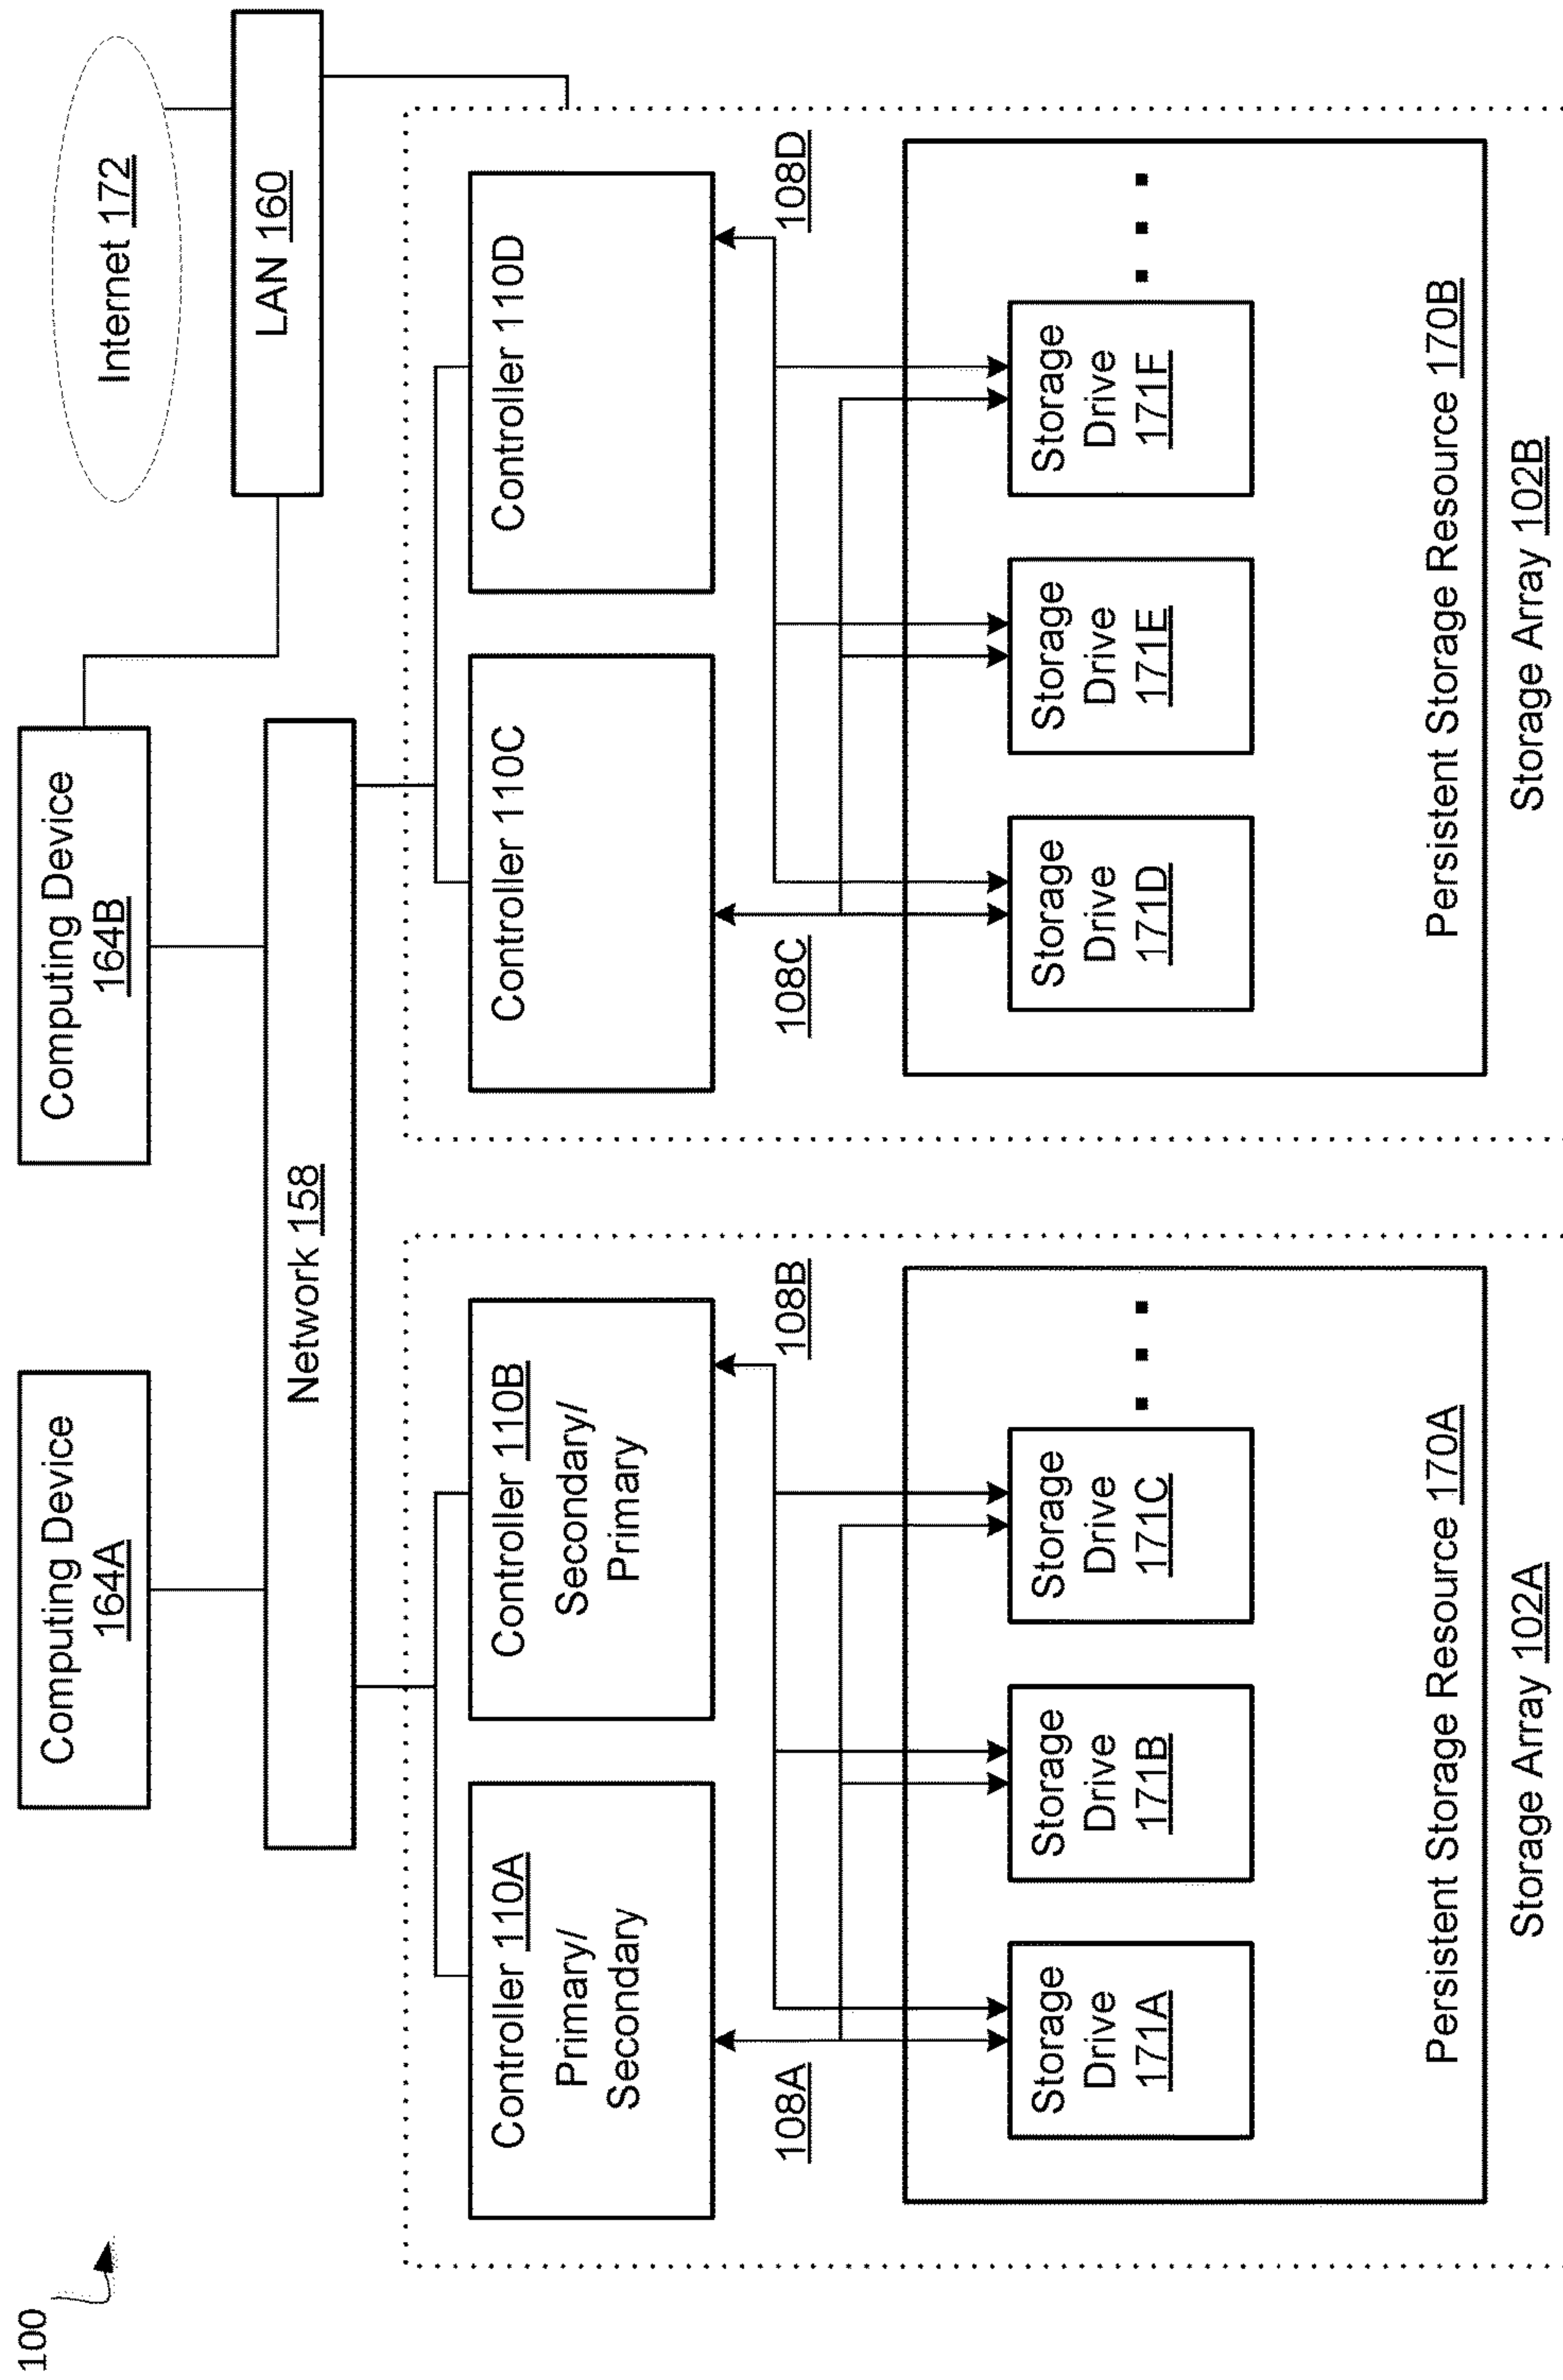 100
Computing Device
164A
Computing Device
164B
Internet 172
LAN 160
Network 158
Controller 110A
Primary/
Secondary
Controller 110B
Secondary/
Primary
Controller 110C
Controller 110D
108A
108B
108C
108D
Storage
Drive
171A
Storage
Drive
171B
Storage
Drive
171C
Storage
Drive
171D
Storage
Drive
171E
Storage
Drive
171F
Persistent Storage Resource 170A
Persistent Storage Resource 170B
Storage Array 102A
Storage Array 102B